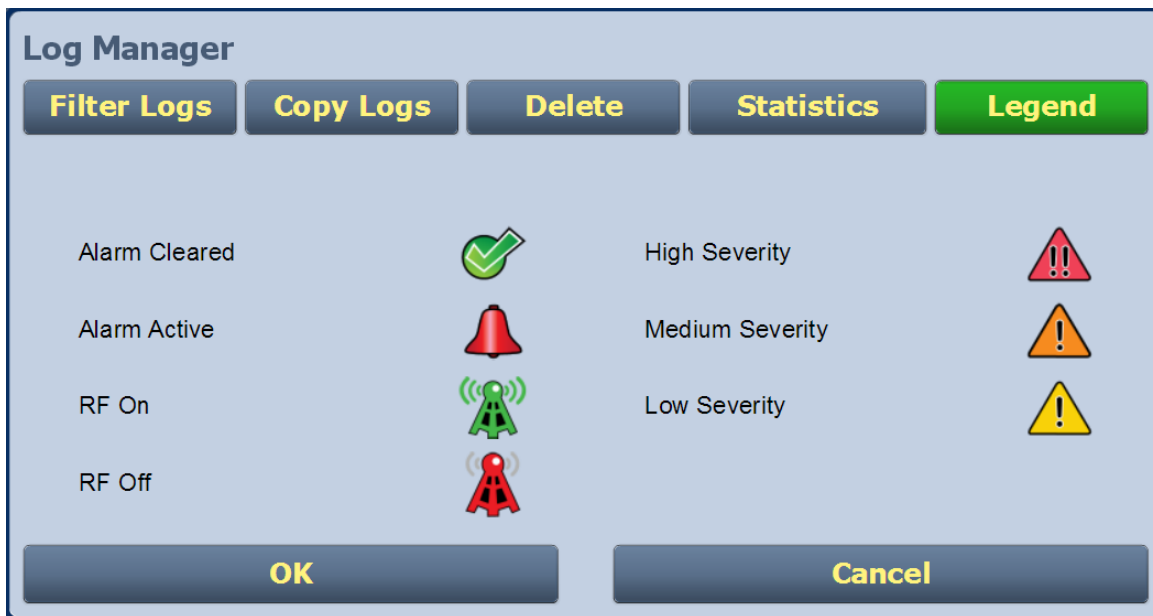 Log Manager
Filter Logs Copy Logs Delete Statistics Legend
Alarm Cleared High Severity
Alarm Active Medium Severity
RF On Low Severity
RF Off
OK Cancel